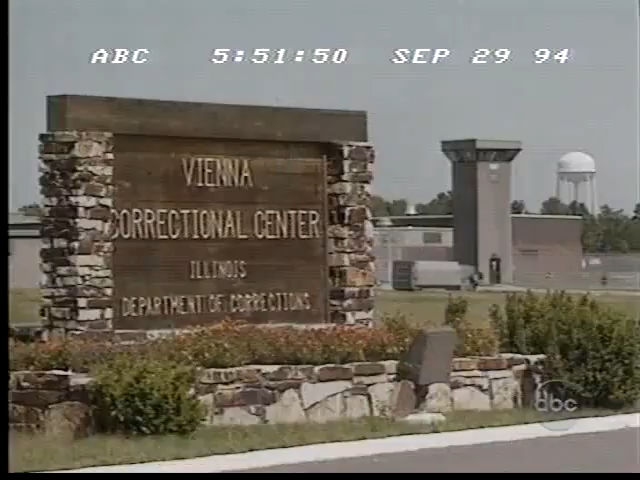 ABC 5:51:50 SEP 29 94
VIENNA
CORRECTIONAL CENTER
ILLINOIS
DEPARTMENT OF CORRECTIONS
abc